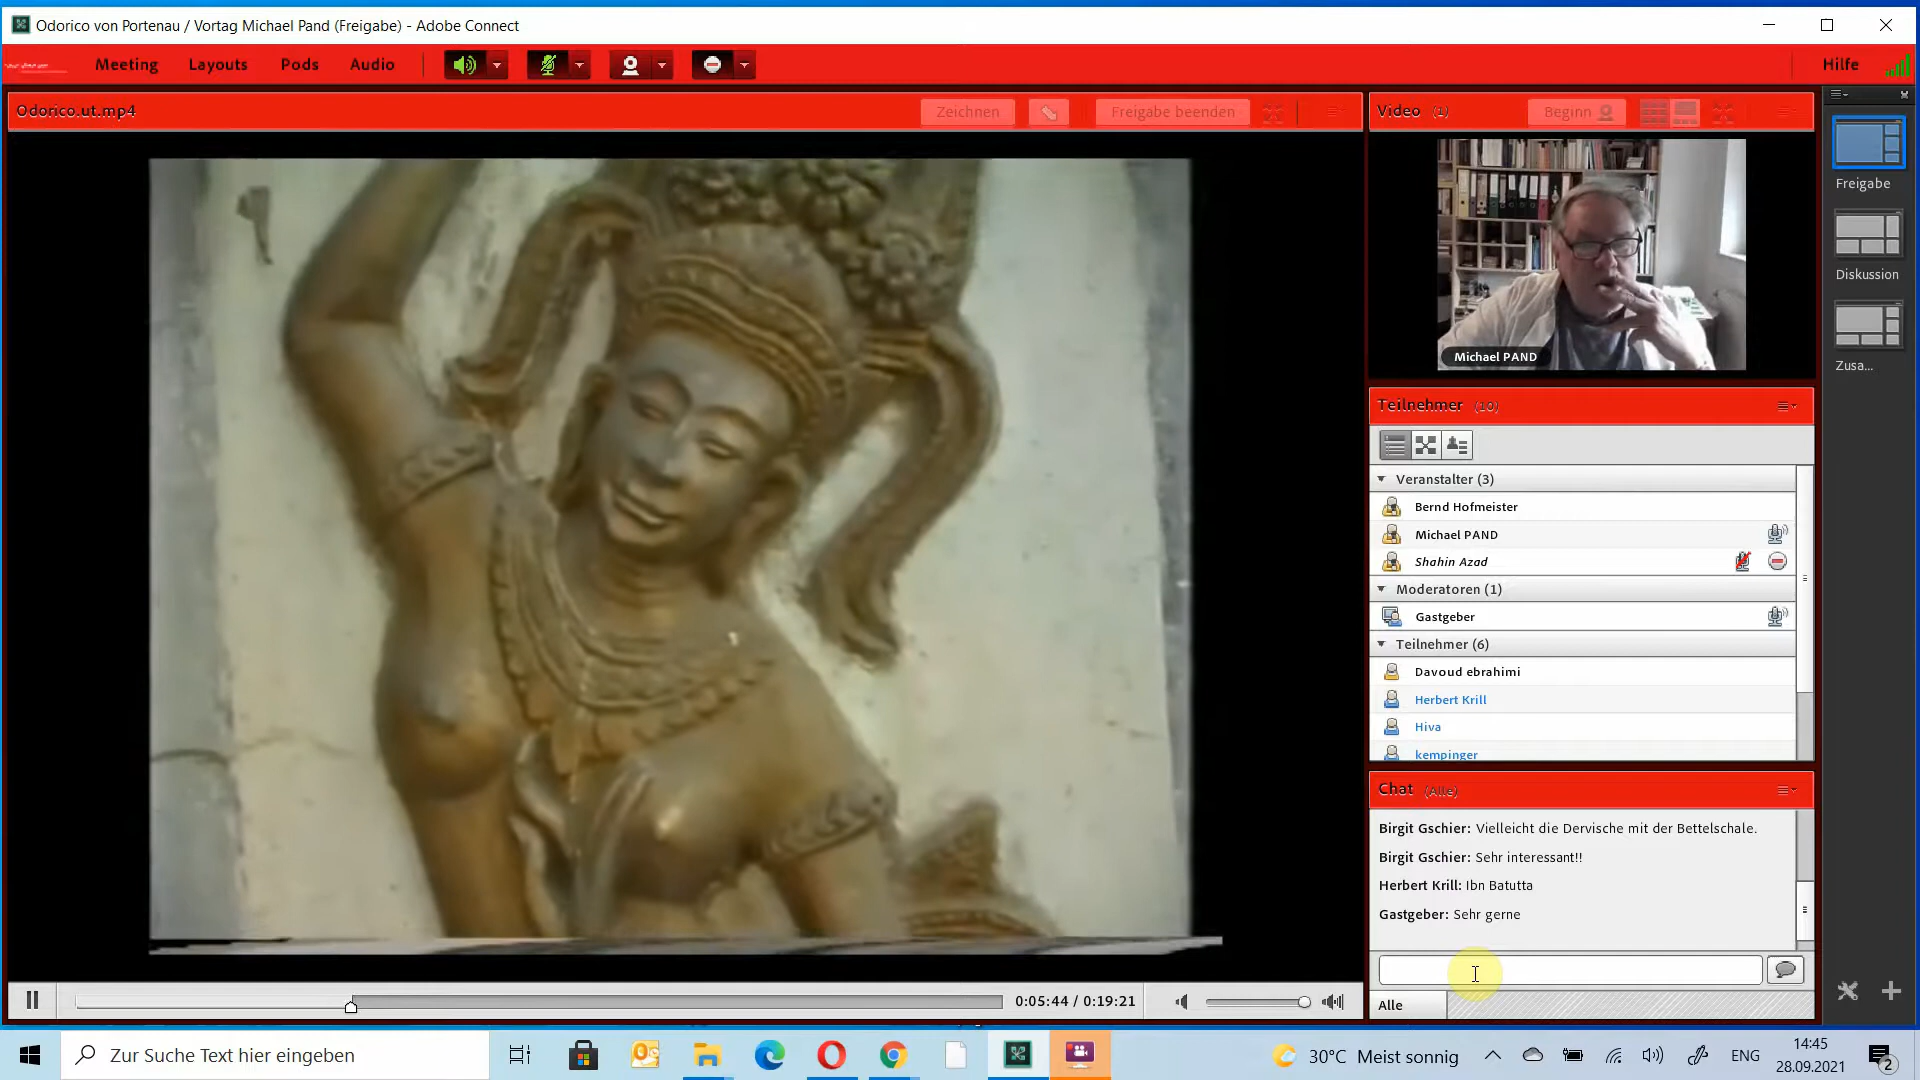 Odorico von Portenau / Vortag Michael Pand (Freigabe) - Adobe Connect
Meeting Layouts Pods Audio Hilfe
Odorico.ut.mp4 Zeichnen Freigabe beenden
Video (1) Beginn
Michael PAND
Freigabe
Diskussion
Zusa...
Teilnehmer (10)
Veranstalter (3)
Bernd Hofmeister
Michael PAND
Shahin Azad
Moderatoren (1)
Gastgeber
Teilnehmer (6)
Davoud ebrahimi
Herbert Krill
Hiva
kempinger
Chat (Alle)
Birgit Gschier: Vielleicht die Dervische mit der Bettelschale.
Birgit Gschier: Sehr interessant!!
Herbert Krill: Ibn Batutta
Gastgeber: Sehr gerne
Alle
0:05:44 / 0:19:21
Zur Suche Text hier eingeben
30°C Meist sonnig
ENG
14:45
28.09.2021
2